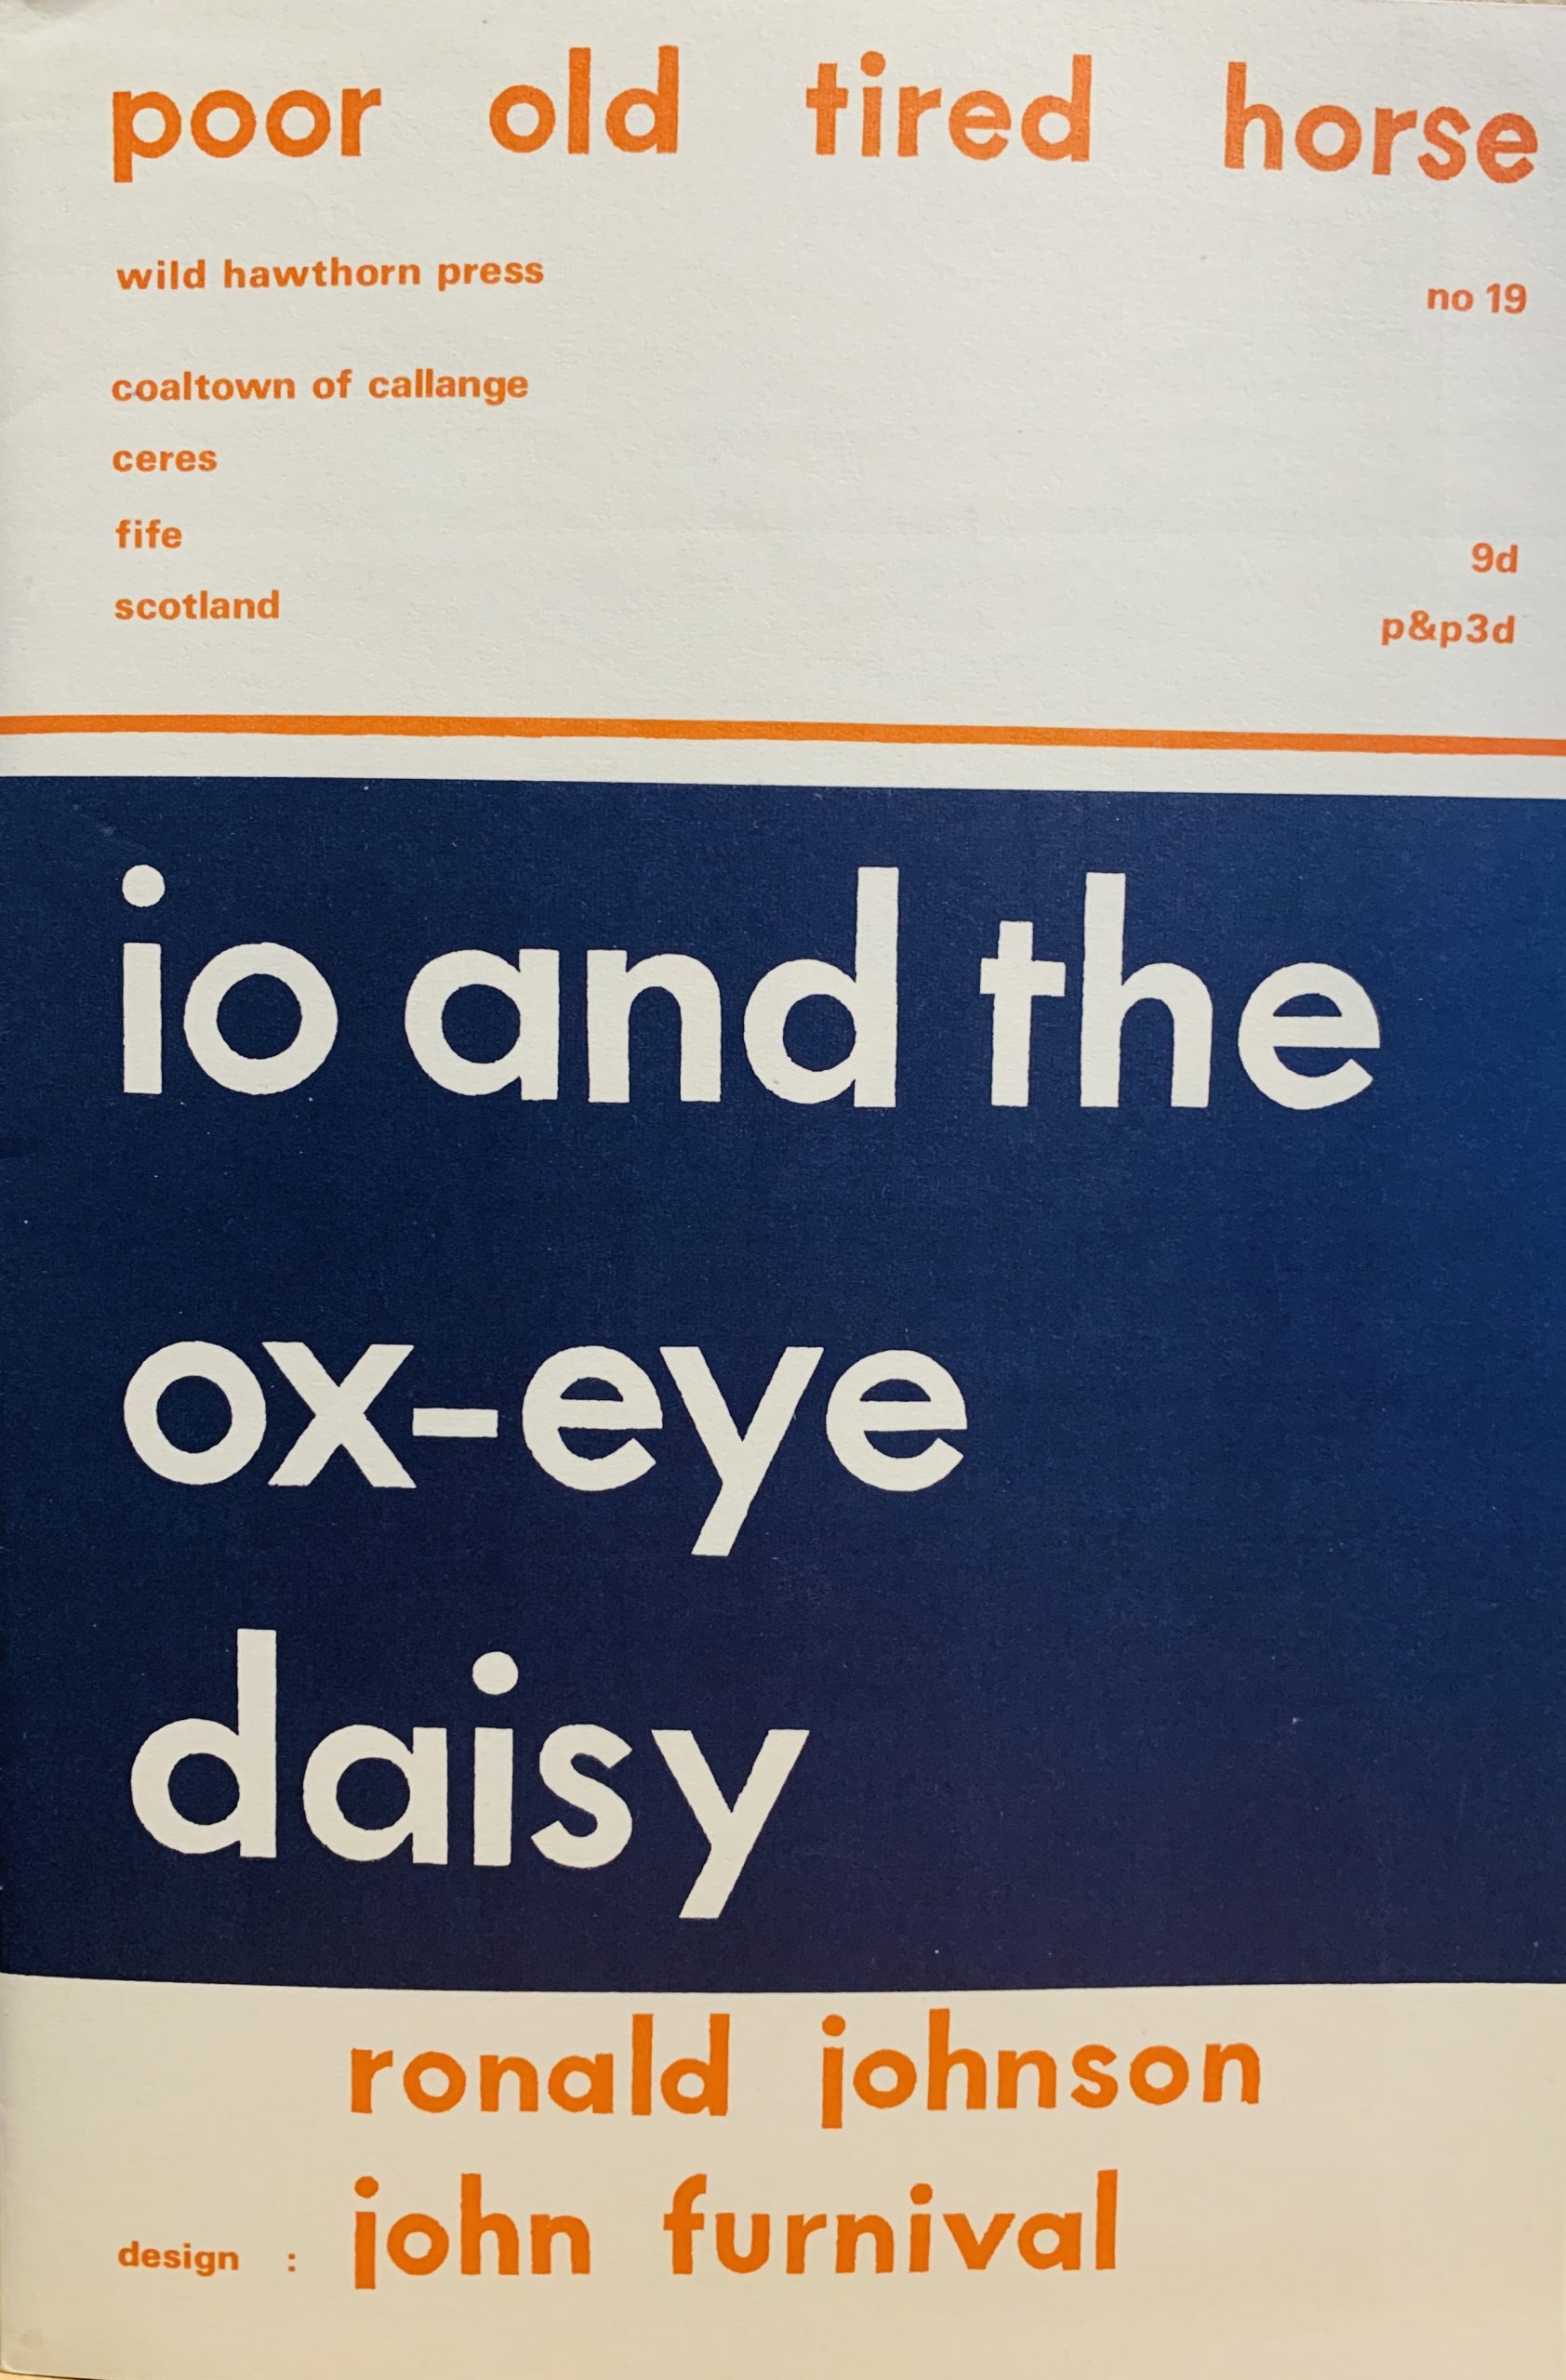 poor old tired horse
wild hawthorn press
no 19
coaltown of callange
ceres
fife
9d
scotland
p&p3d
io and the
ox-eye
daisy
ronald johnson
design : john furnival